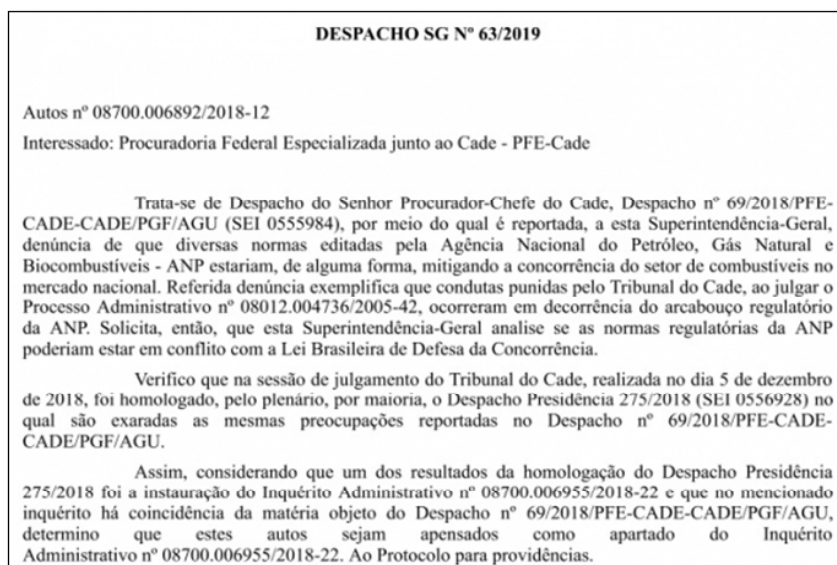 DESPACHO SG Nº 63/2019
Autos nº 08700.006892/2018-12
Interessado: Procuradoria Federal Especializada junto ao Cade - PFE-Cade
Trata-se de Despacho do Senhor Procurador-Chefe do Cade, Despacho nº 69/2018/PFE-
CADE-CADE/PGF/AGU (SEI 0555984), por meio do qual é reportada, a esta Superintendência-Geral,
denúncia de que diversas normas editadas pela Agência Nacional do Petróleo, Gás Natural e
Biocombustíveis - ANP estariam, de alguma forma, mitigando a concorrência do setor de combustíveis no
mercado nacional. Referida denúncia exemplifica que condutas punidas pelo Tribunal do Cade, ao julgar o
Processo Administrativo nº 08012.004736/2005-42, ocorreram em decorrência do arcabouço regulatório
da ANP. Solicita, então, que esta Superintendência-Geral analise se as normas regulatórias da ANP
poderiam estar em conflito com a Lei Brasileira de Defesa da Concorrência.
Verifico que na sessão de julgamento do Tribunal do Cade, realizada no dia 5 de dezembro
de 2018, foi homologado, pelo plenário, por maioria, o Despacho Presidência 275/2018 (SEI 0556928) no
qual são exaradas as mesmas preocupações reportadas no Despacho nº 69/2018/PFE-CADE-
CADE/PGF/AGU.
Assim, considerando que um dos resultados da homologação do Despacho Presidência
275/2018 foi a instauração do Inquérito Administrativo nº 08700.006955/2018-22 e que no mencionado
inquérito há coincidência da matéria objeto do Despacho nº 69/2018/PFE-CADE-CADE/PGF/AGU,
determino que estes autos sejam apensados como apartado do Inquérito
Administrativo nº 08700.006955/2018-22. Ao Protocolo para providências.